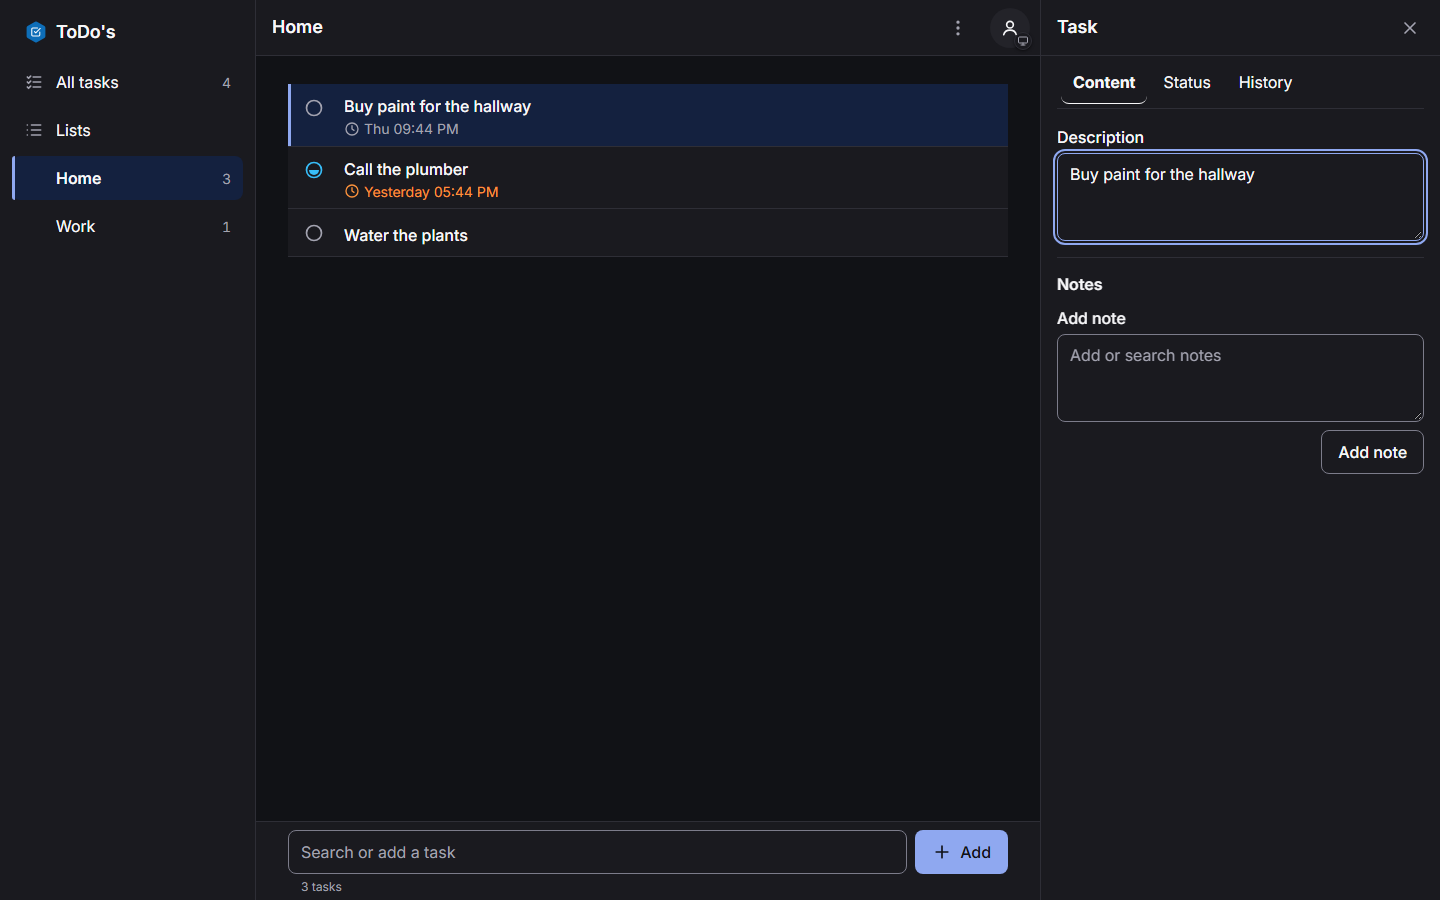 ToDo's
All tasks 4
Lists
Home 3
Work 1
Home
Buy paint for the hallway
Thu 09:44 PM
Call the plumber
Yesterday 05:44 PM
Water the plants
Search or add a task
Add
3 tasks
Task
Content Status History
Description
Buy paint for the hallway
Notes
Add note
Add or search notes
Add note